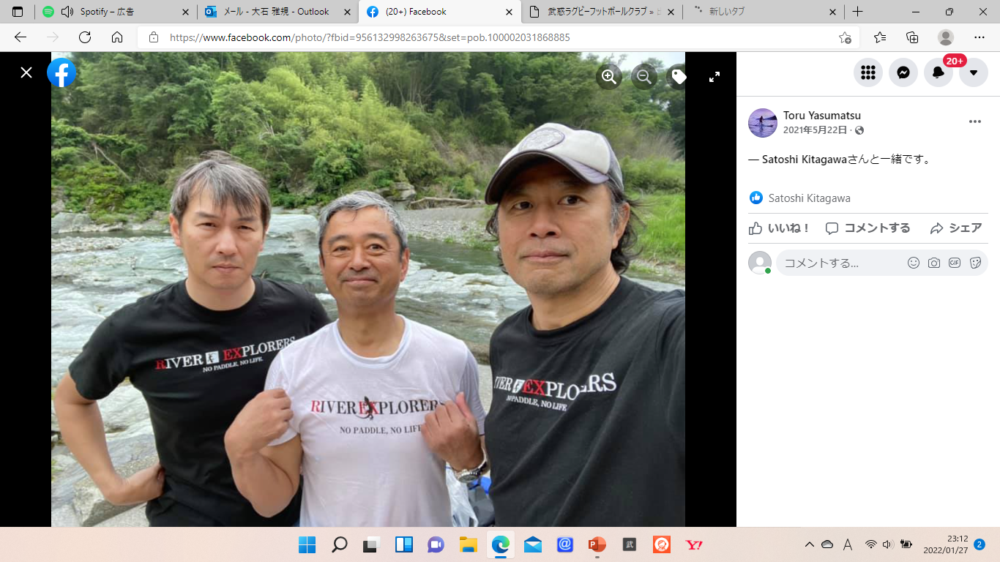 Spotify – 広告
メール - 大石 雅規 - Outlook
(20+) Facebook
武惑ラグビーフットボールクラブ »
新しいタブ
https://www.facebook.com/photo/?fbid=956132998263675&set=pob.100002031868885
20+
Toru Yasumatsu
2021年5月22日 ·
— Satoshi Kitagawaさんと一緒です。
Satoshi Kitagawa
いいね！
コメントする
シェア
コメントする...
GIF
RIVER EXPLORERS
NO PADDLE, NO LIFE.
RIVER EXPLORERS
NO PADDLE, NO LIFE
IVER EXPLORERS
NO PADDLE, NO LIFE
武
Y!
A
23:12
2022/01/27
2